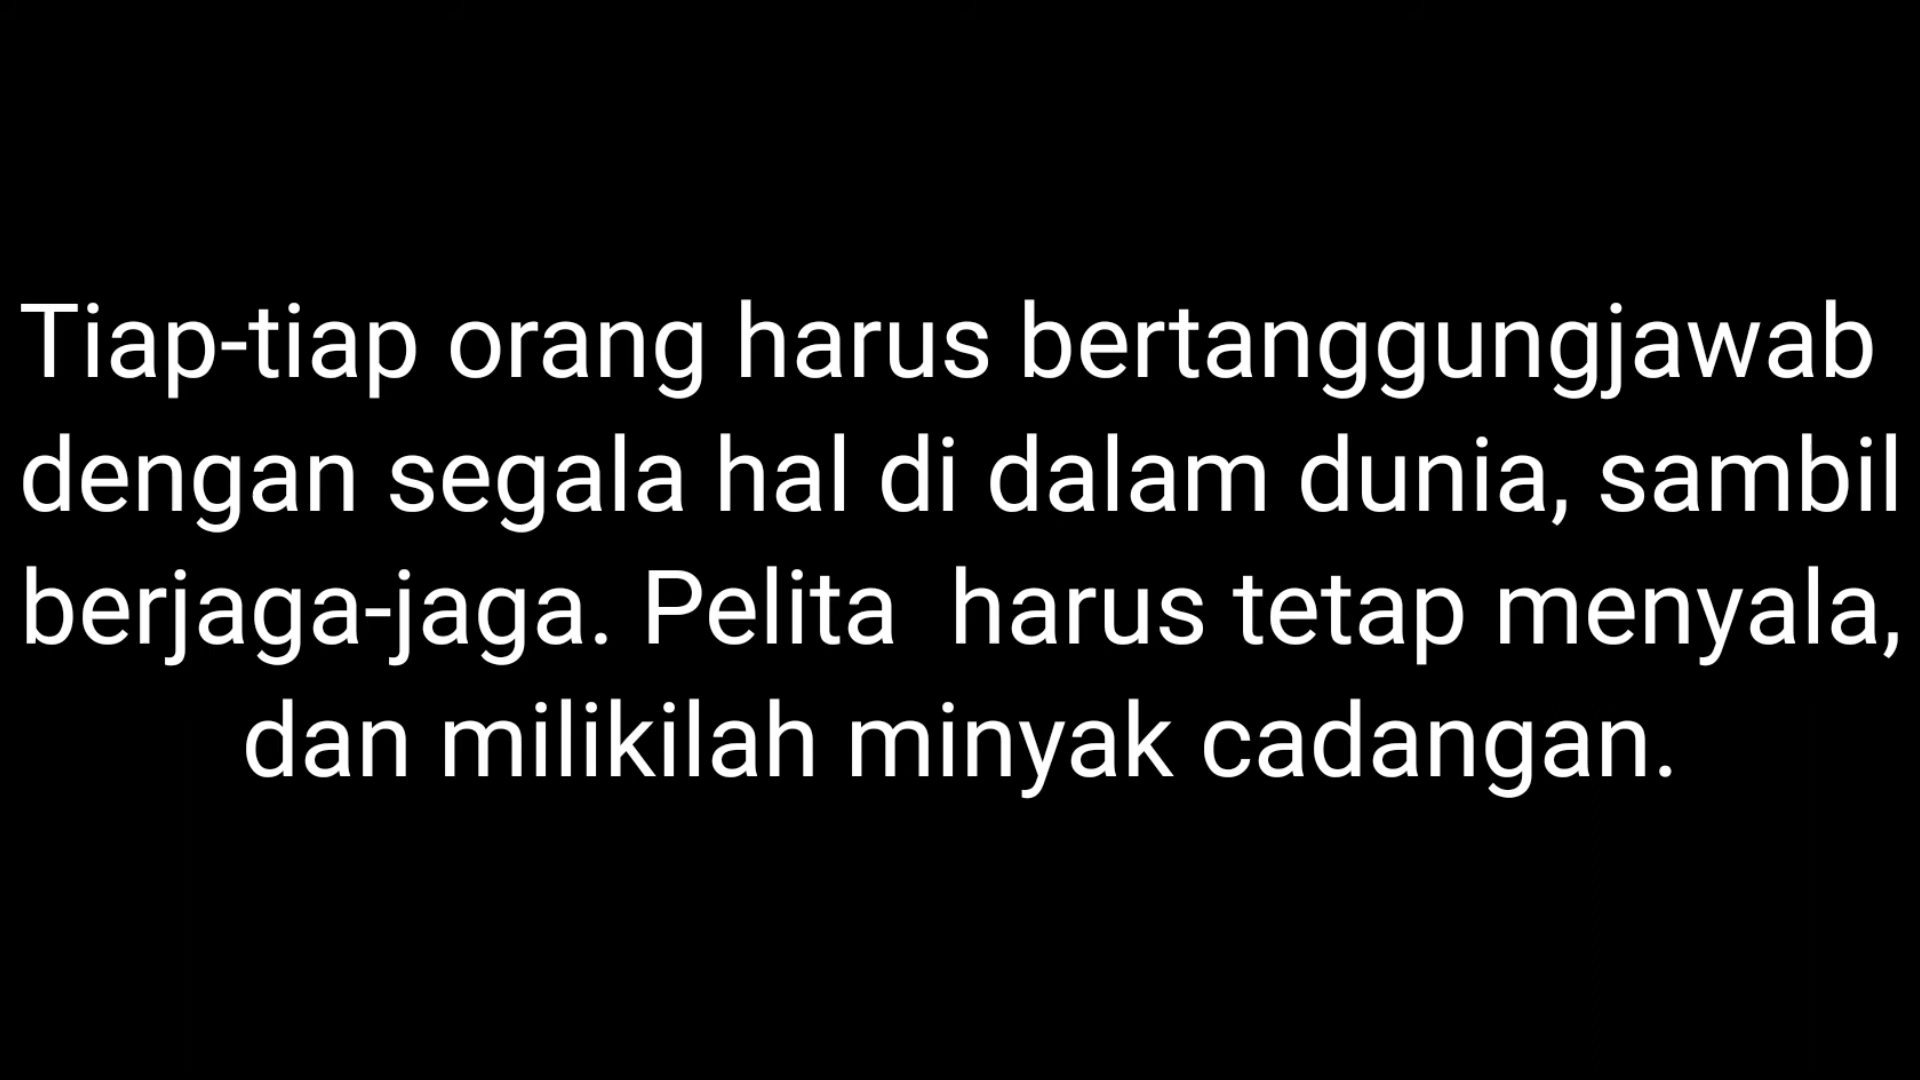 Tiap-tiap orang harus bertanggungjawab
dengan segala hal di dalam dunia, sambil
berjaga-jaga. Pelita  harus tetap menyala,
dan milikilah minyak cadangan.